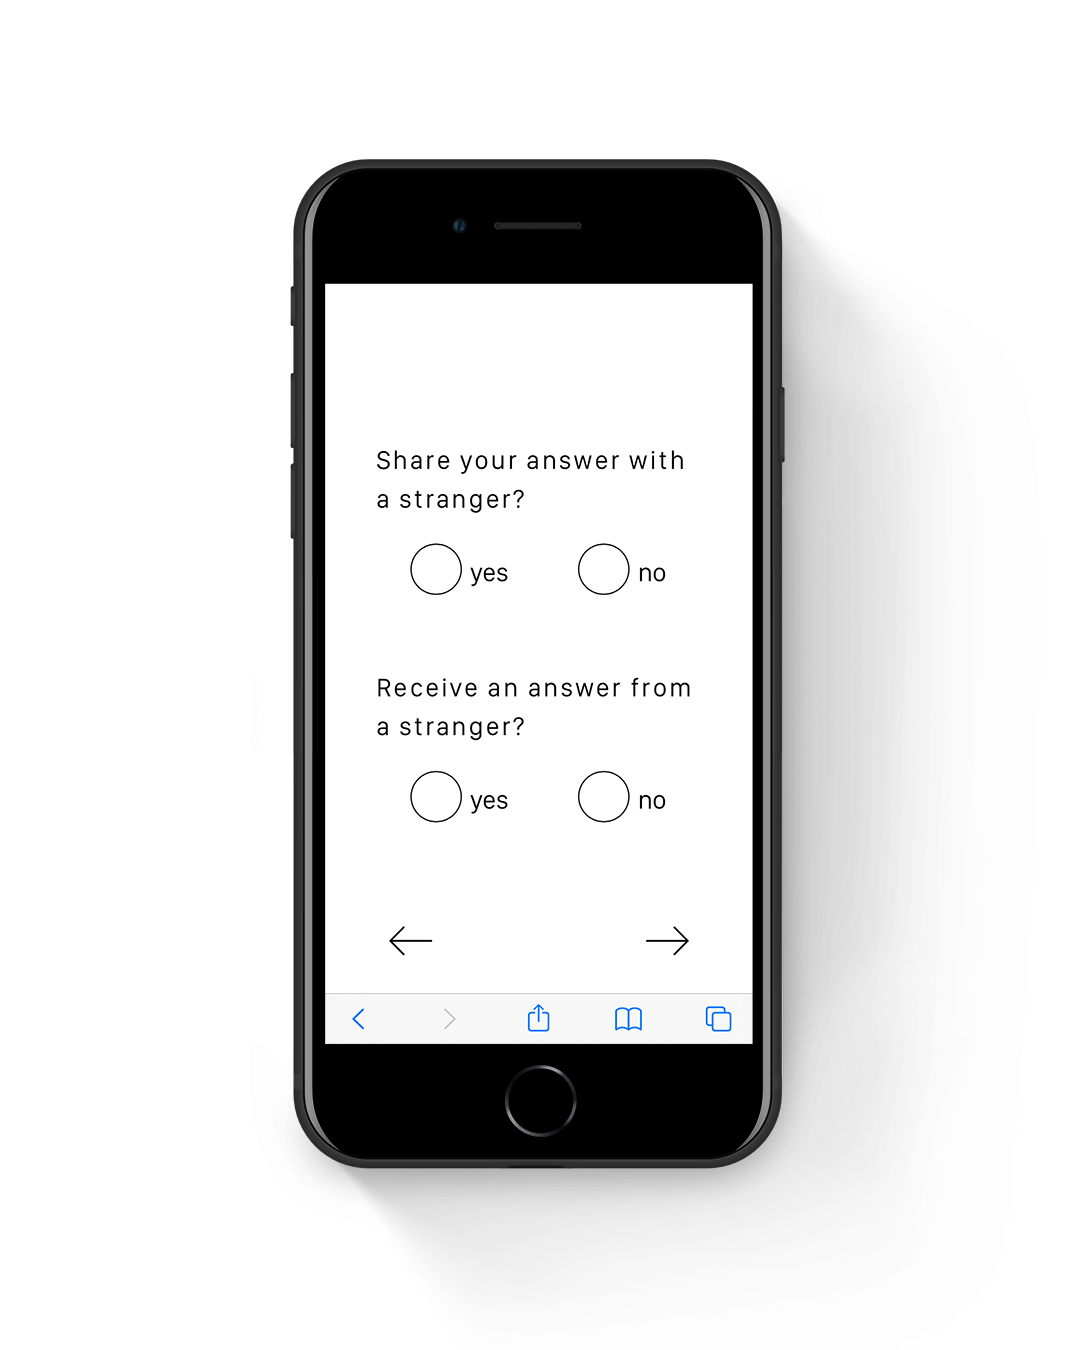 Share your answer with
a stranger?
yes no
Receive an answer from
a stranger?
yes no